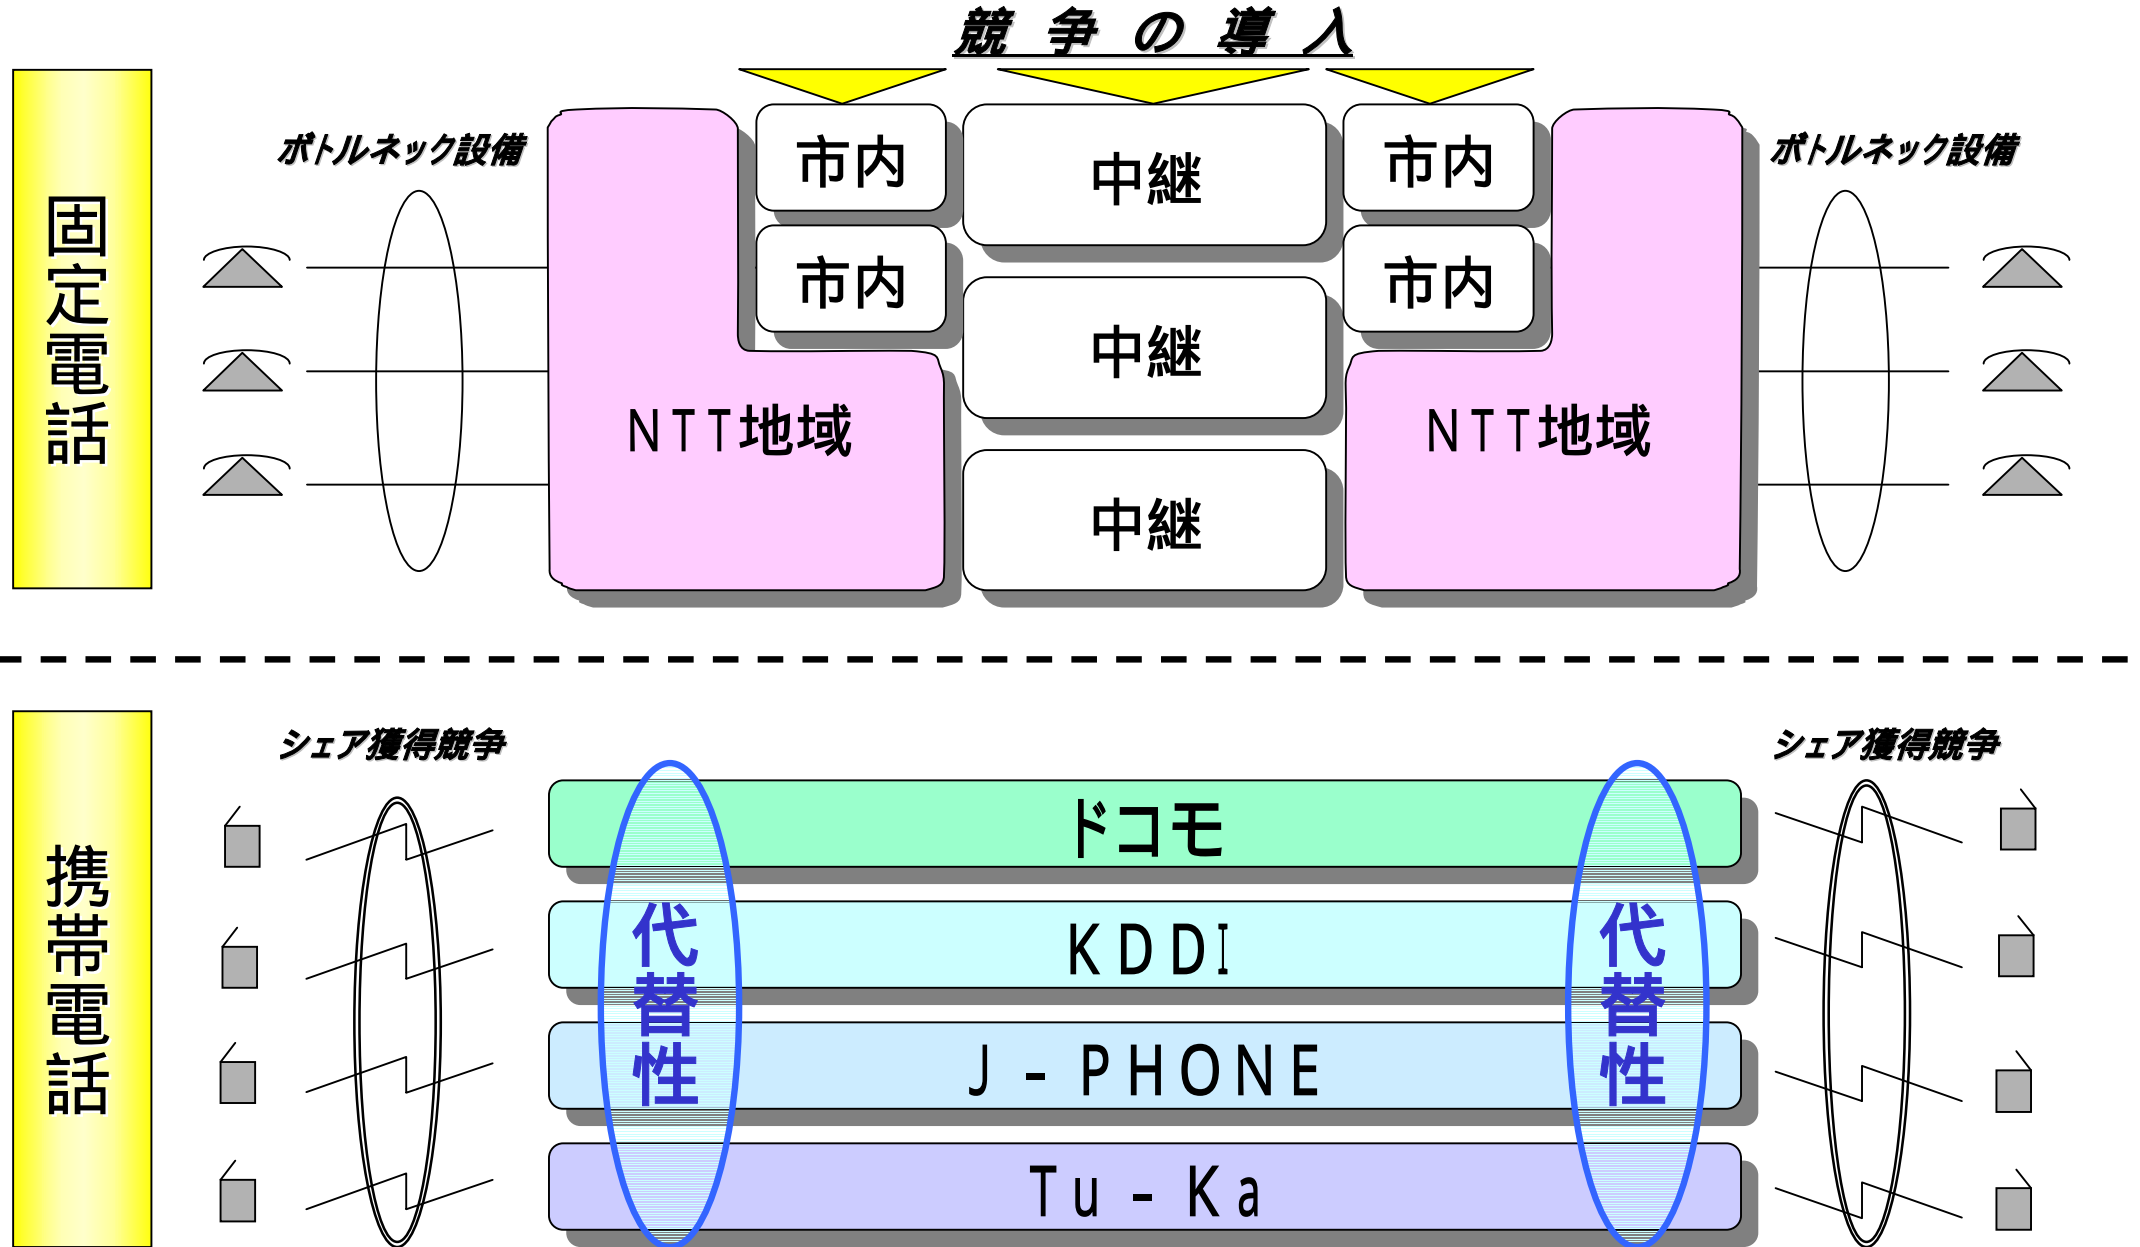 競争の導入
固定電話
ボトルネック設備
市内
中継
市内
ボトルネック設備
市内
市内
中継
NTT地域
NTT地域
中継
携帯電話
シェア獲得競争
シェア獲得競争
ドコモ
代替性
KDDI
代替性
J-PHONE
Tu-Ka